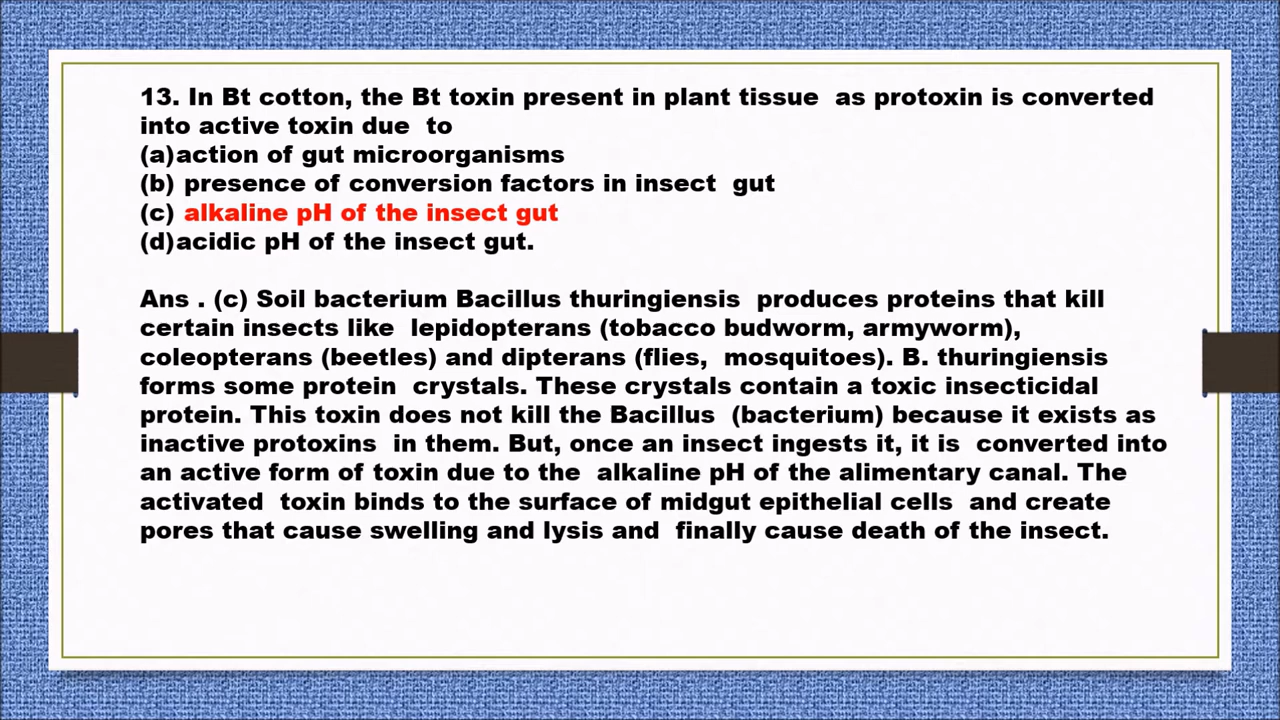 13. In Bt cotton, the Bt toxin present in plant tissue as protoxin is converted
into active toxin due to
(a)action of gut microorganisms
(b) presence of conversion factors in insect gut
(c) alkaline pH of the insect gut
(d)acidic pH of the insect gut.
Ans . (c) Soil bacterium Bacillus thuringiensis produces proteins that kill
certain insects like lepidopterans (tobacco budworm, armyworm),
coleopterans (beetles) and dipterans (flies, mosquitoes). B. thuringiensis
forms some protein crystals. These crystals contain a toxic insecticidal
protein. This toxin does not kill the Bacillus (bacterium) because it exists as
inactive protoxins in them. But, once an insect ingests it, it is converted into
an active form of toxin due to the alkaline pH of the alimentary canal. The
activated toxin binds to the surface of midgut epithelial cells and create
pores that cause swelling and lysis and finally cause death of the insect.